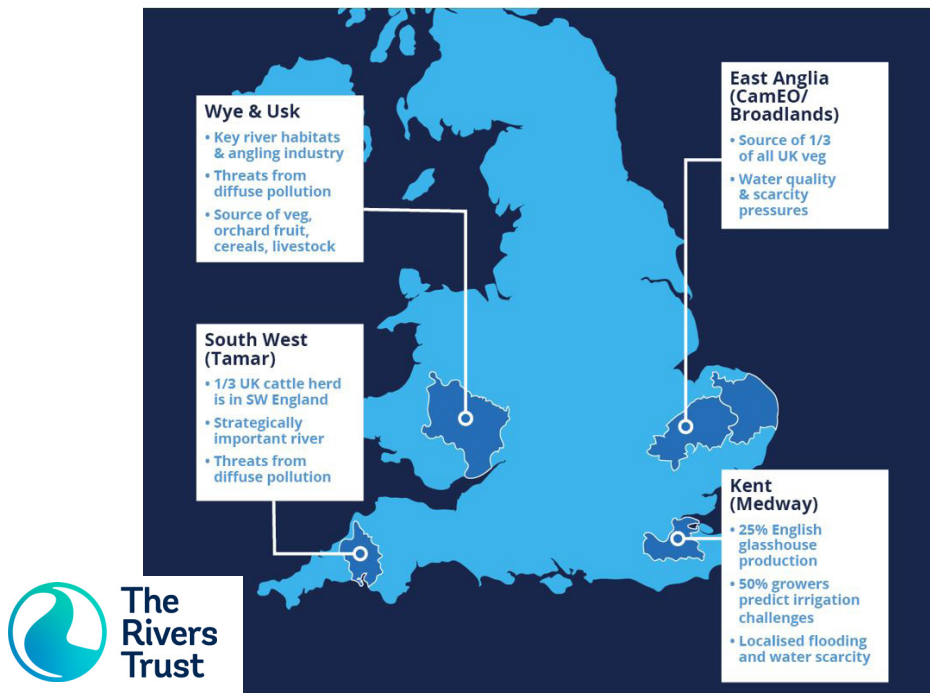 Wye & Usk
• Key river habitats
& angling industry
• Threats from
diffuse pollution
• Source of veg,
orchard fruit,
cereals, livestock
East Anglia
(CamEO/
Broadlands)
• Source of 1/3
of all UK veg
• Water quality
& scarcity
pressures
South West
(Tamar)
• 1/3 UK cattle herd
is in SW England
• Strategically
important river
• Threats from
diffuse pollution
Kent
(Medway)
• 25% English
glasshouse
production
• 50% growers
predict irrigation
challenges
• Localised flooding
and water scarcity
The
Rivers
Trust